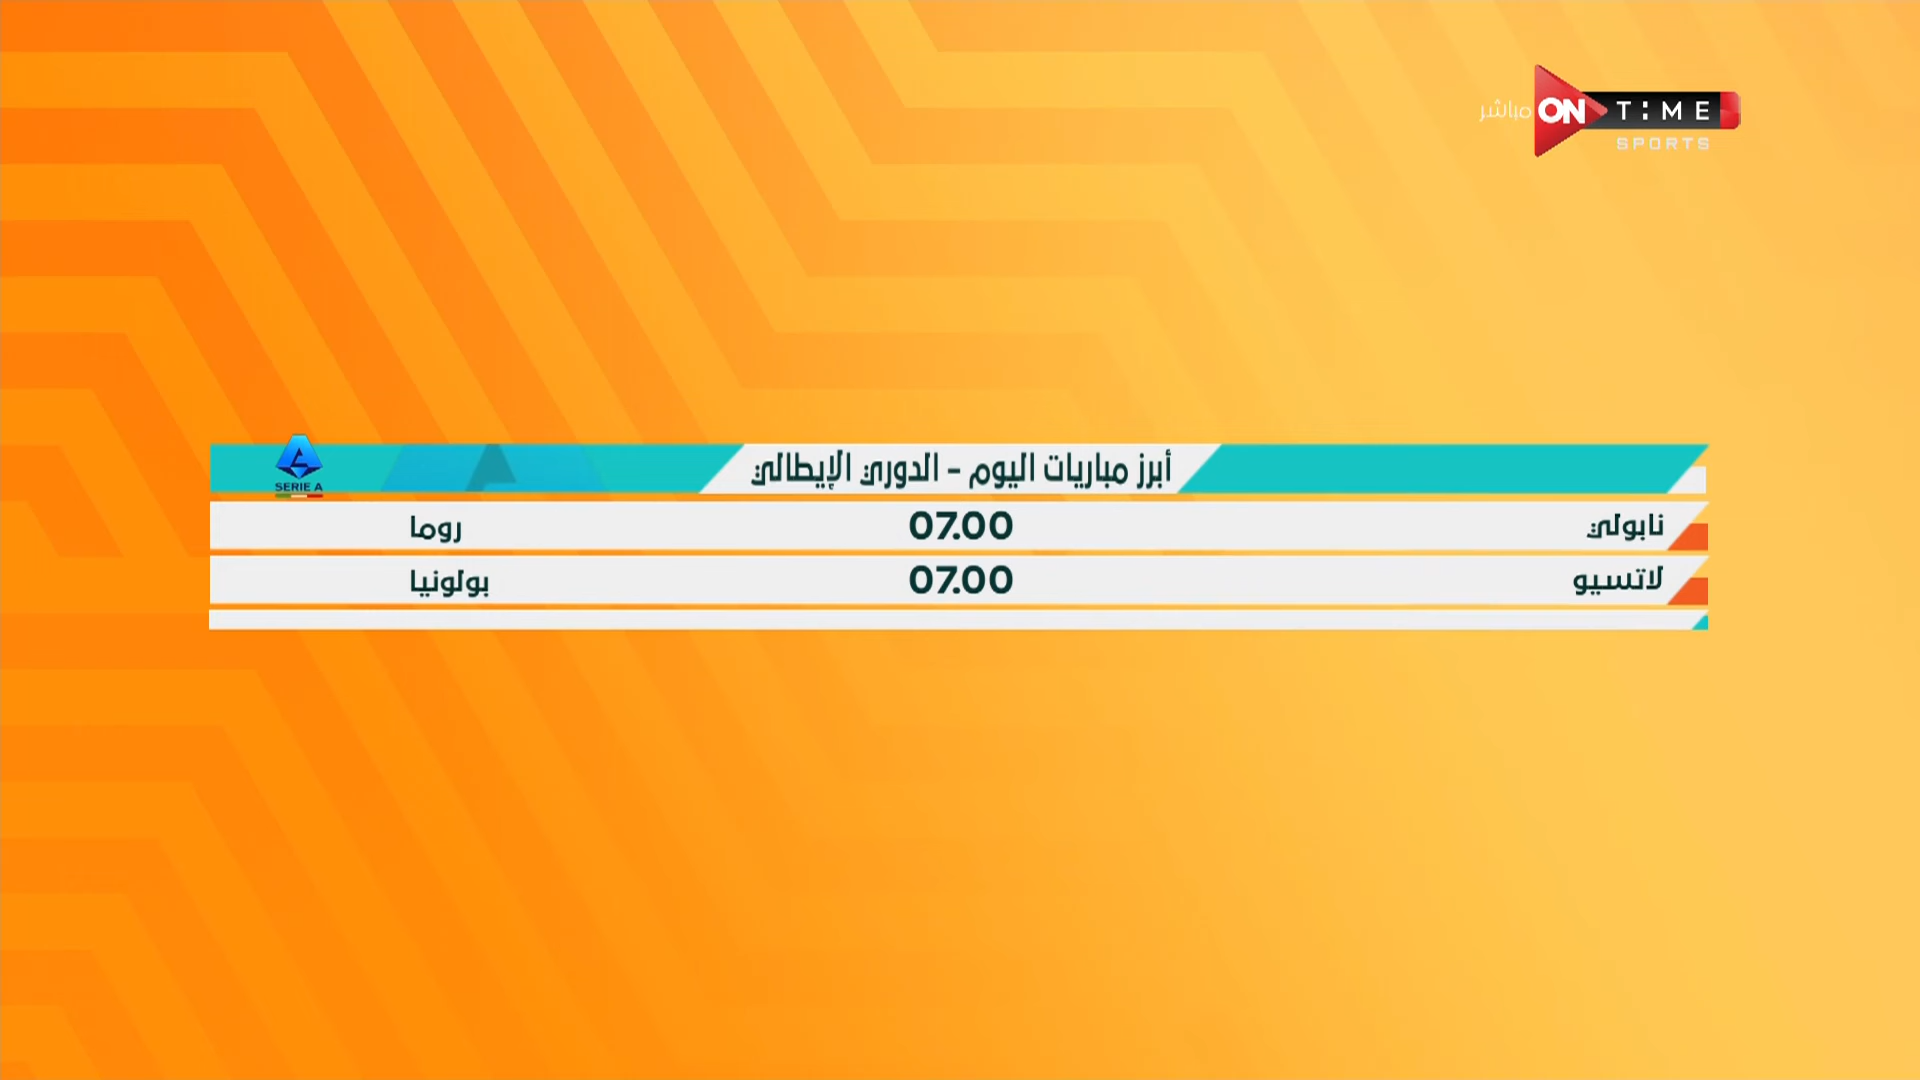 مباشر ON TIME
SPORTS
أبرز مباريات اليوم - الدوري الإيطالي
SERIE A
نابولي 07.00 روما
لاتسيو 07.00 بولونيا